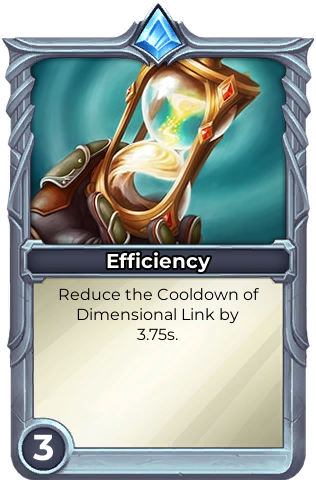 Efficiency
Reduce the Cooldown of
Dimensional Link by
3.75s.
3